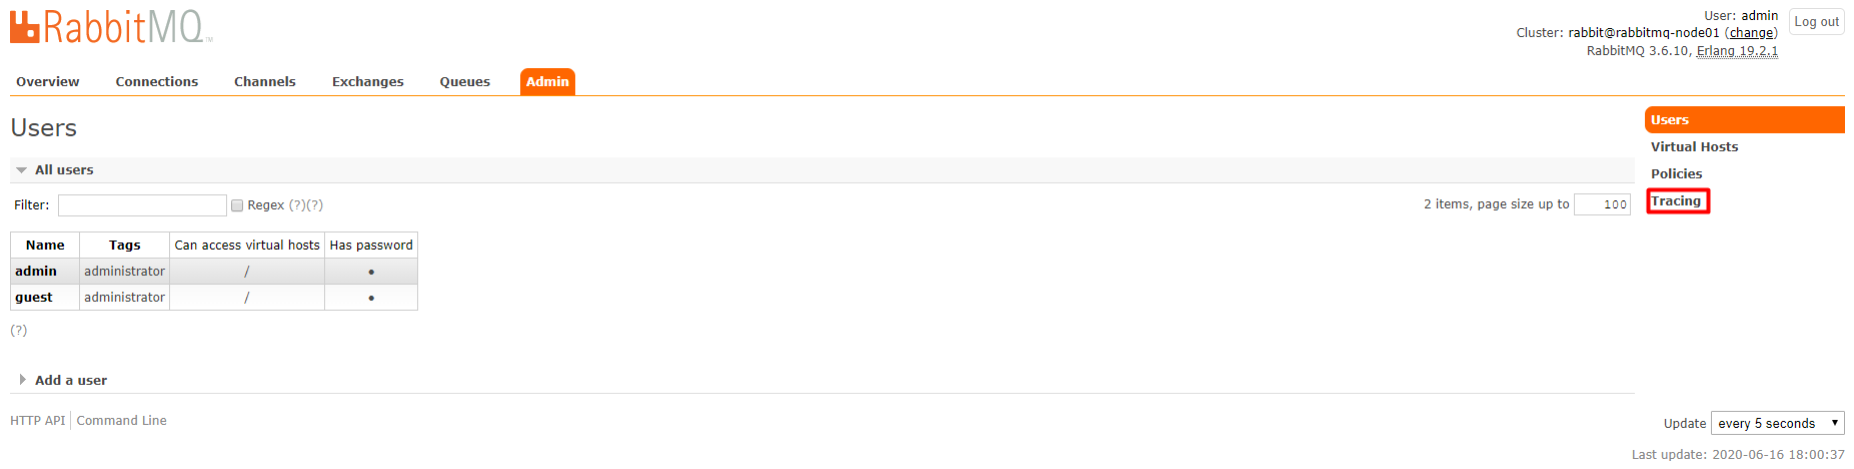 RabbitMQ™
User: admin
Log out
Cluster: rabbit@rabbitmq-node01 (change)
RabbitMQ 3.6.10, Erlang 19.2.1
Overview Connections Channels Exchanges Queues Admin
Users
Users
Virtual Hosts
Policies
Tracing
All users
Filter: Regex (?)(?) 2 items, page size up to 100
Name Tags Can access virtual hosts Has password
admin administrator / •
guest administrator / •
(?)
Add a user
HTTP API Command Line
Update every 5 seconds
Last update: 2020-06-16 18:00:37